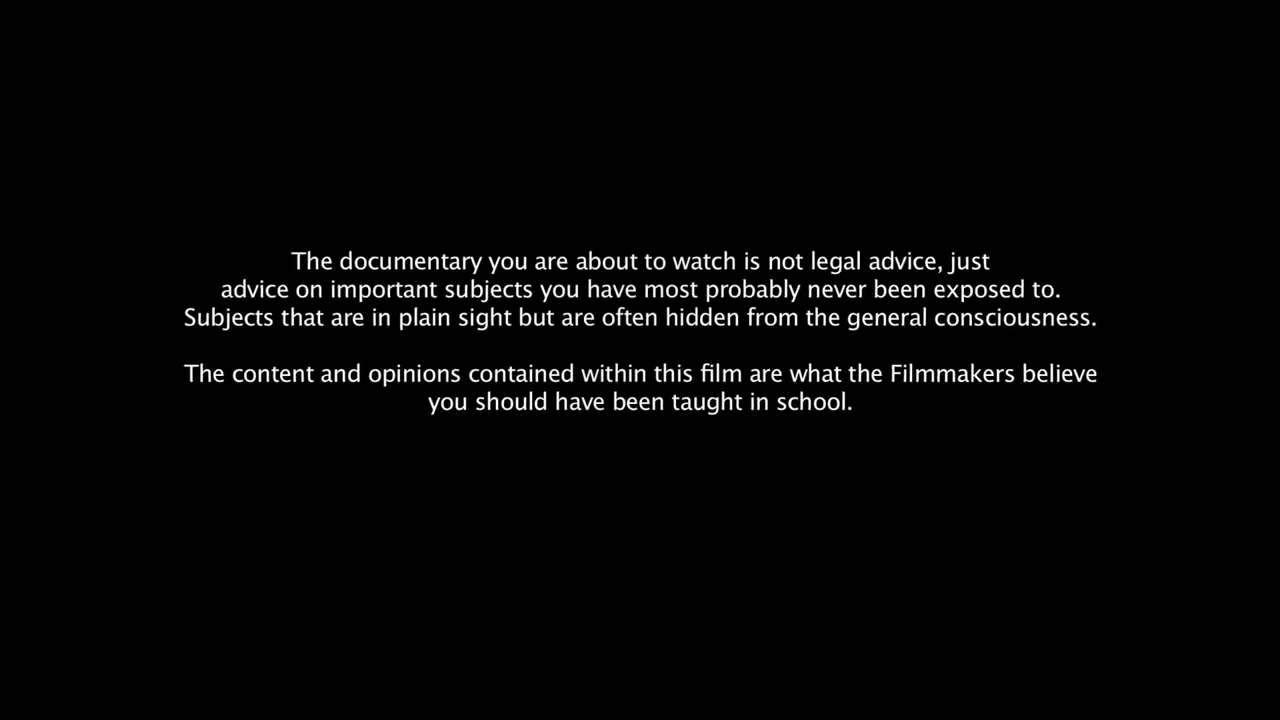 The documentary you are about to watch is not legal advice, just
advice on important subjects you have most probably never been exposed to.
Subjects that are in plain sight but are often hidden from the general consciousness.
The content and opinions contained within this film are what the Filmmakers believe
you should have been taught in school.